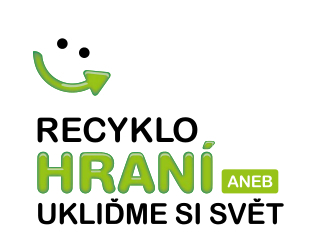 RECYKLO
HRANÍ ANEB
UKLIĎME SI SVĚT